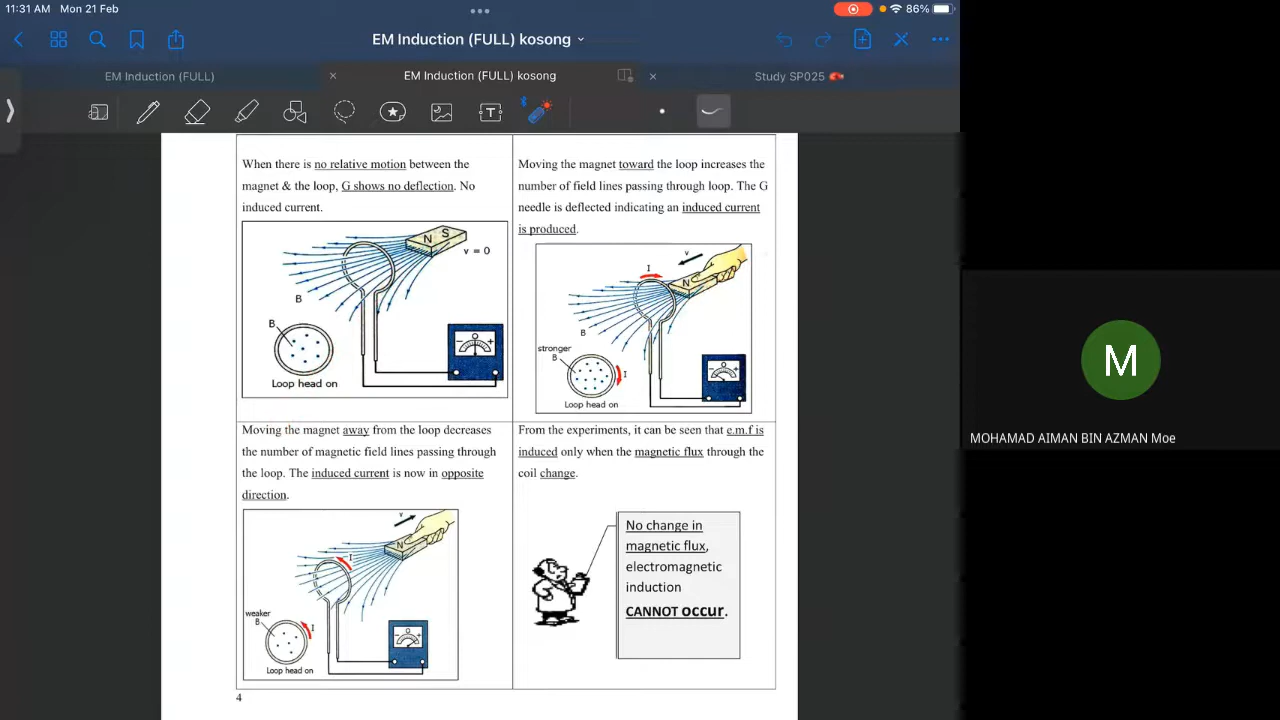 11:31 AM Mon 21 Feb
86%
EM Induction (FULL) kosong
EM Induction (FULL)
EM Induction (FULL) kosong
Study SP025
When there is no relative motion between the
magnet & the loop, G shows no deflection. No
induced current.
N S
v = 0
B
B
- 0 +
Loop head on
Moving the magnet toward the loop increases the
number of field lines passing through loop. The G
needle is deflected indicating an induced current
is produced.
v
I
N
B
stronger
B
I
- 0 +
Loop head on
Moving the magnet away from the loop decreases
the number of magnetic field lines passing through
the loop. The induced current is now in opposite
direction.
v
N
I
weaker
B
I
- 0 +
Loop head on
From the experiments, it can be seen that e.m.f is
induced only when the magnetic flux through the
coil change.
No change in
magnetic flux,
electromagnetic
induction
CANNOT occur.
4
M
MOHAMAD AIMAN BIN AZMAN Moe